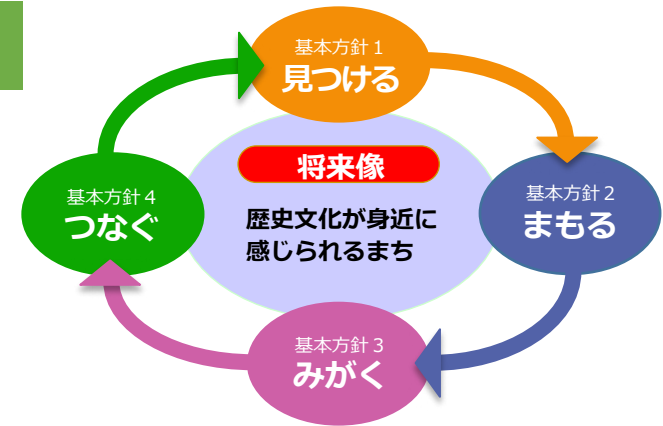 基本方針１
見つける
将来像
歴史文化が身近に
感じられるまち
基本方針２
まもる
基本方針３
みがく
基本方針４
つなぐ